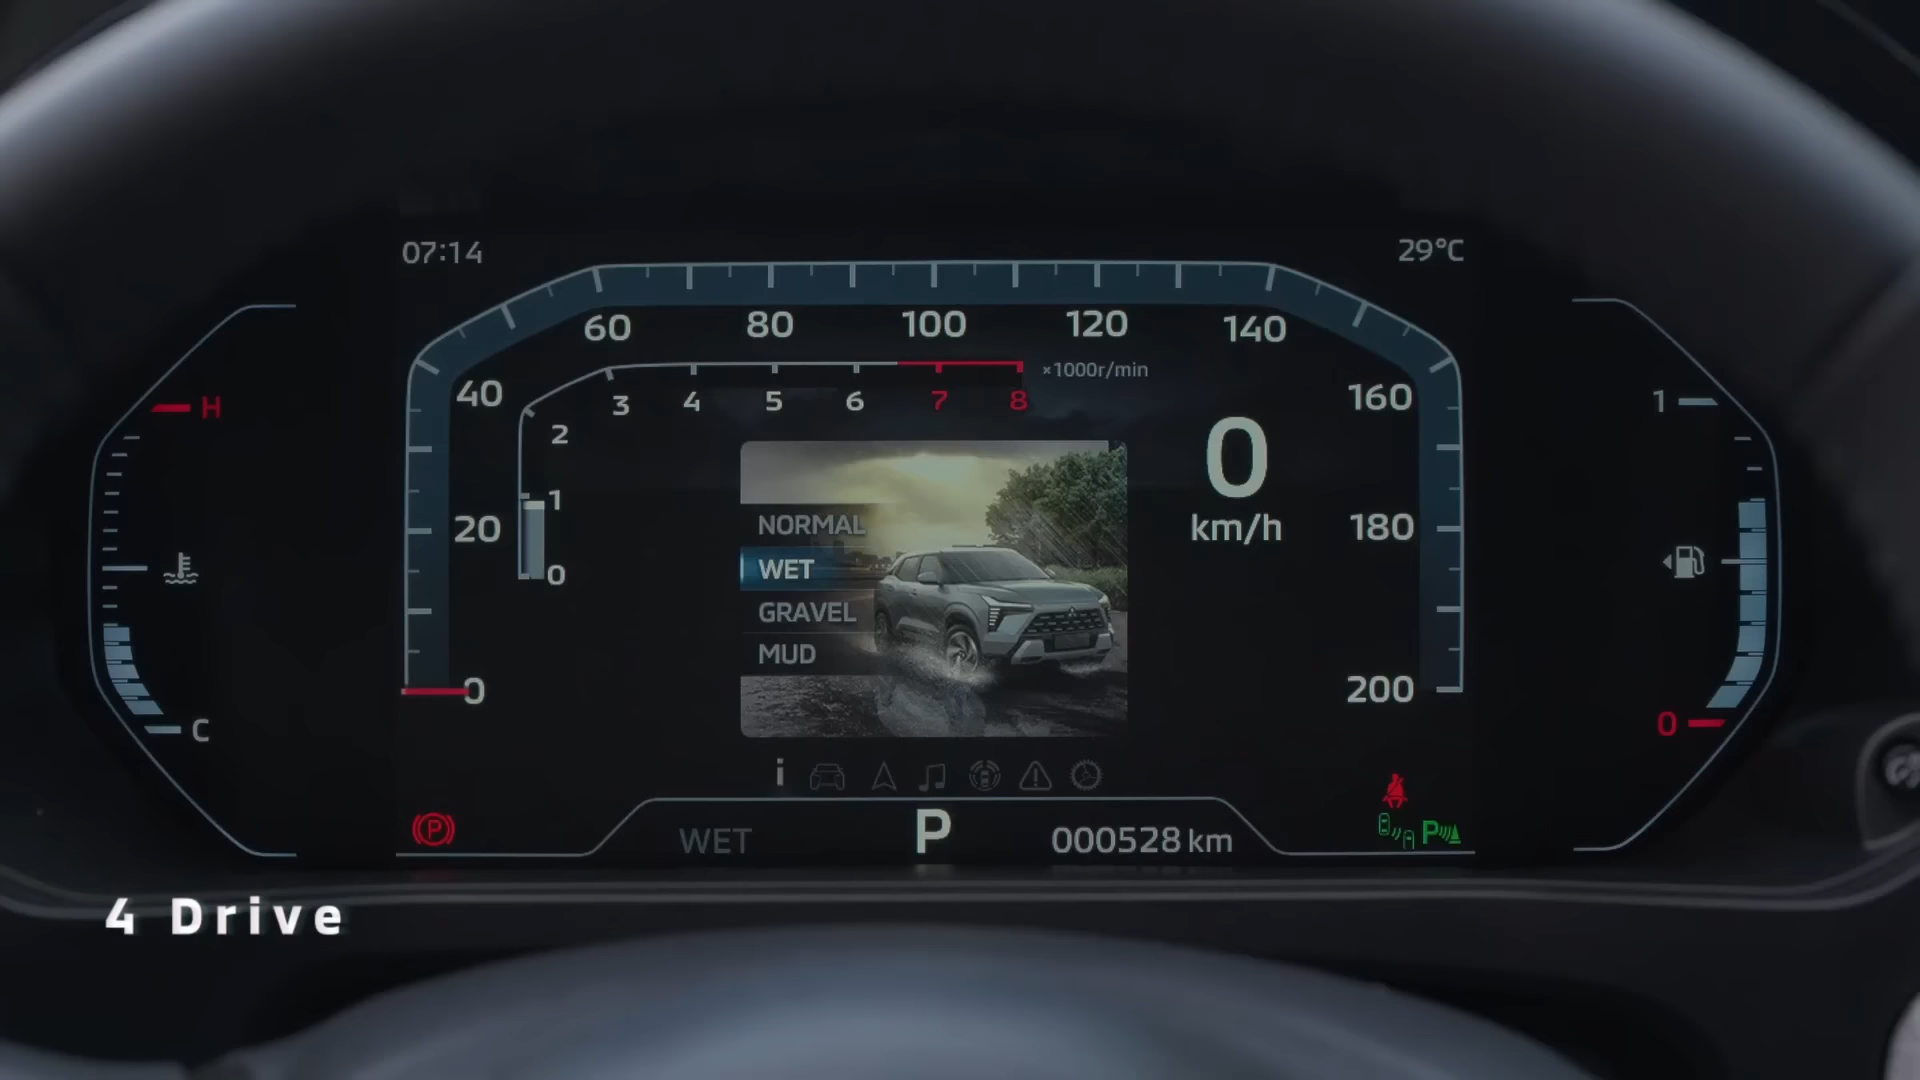 07:14
29°C
60 80 100 120 140
×1000r/min
40
160
H
1
3 4 5 6 7 8
2
0
NORMAL
1
20
km/h
180
WET
0
GRAVEL
MUD
0
200
C
0
i
P
P
WET
000528 km
P
4 Drive